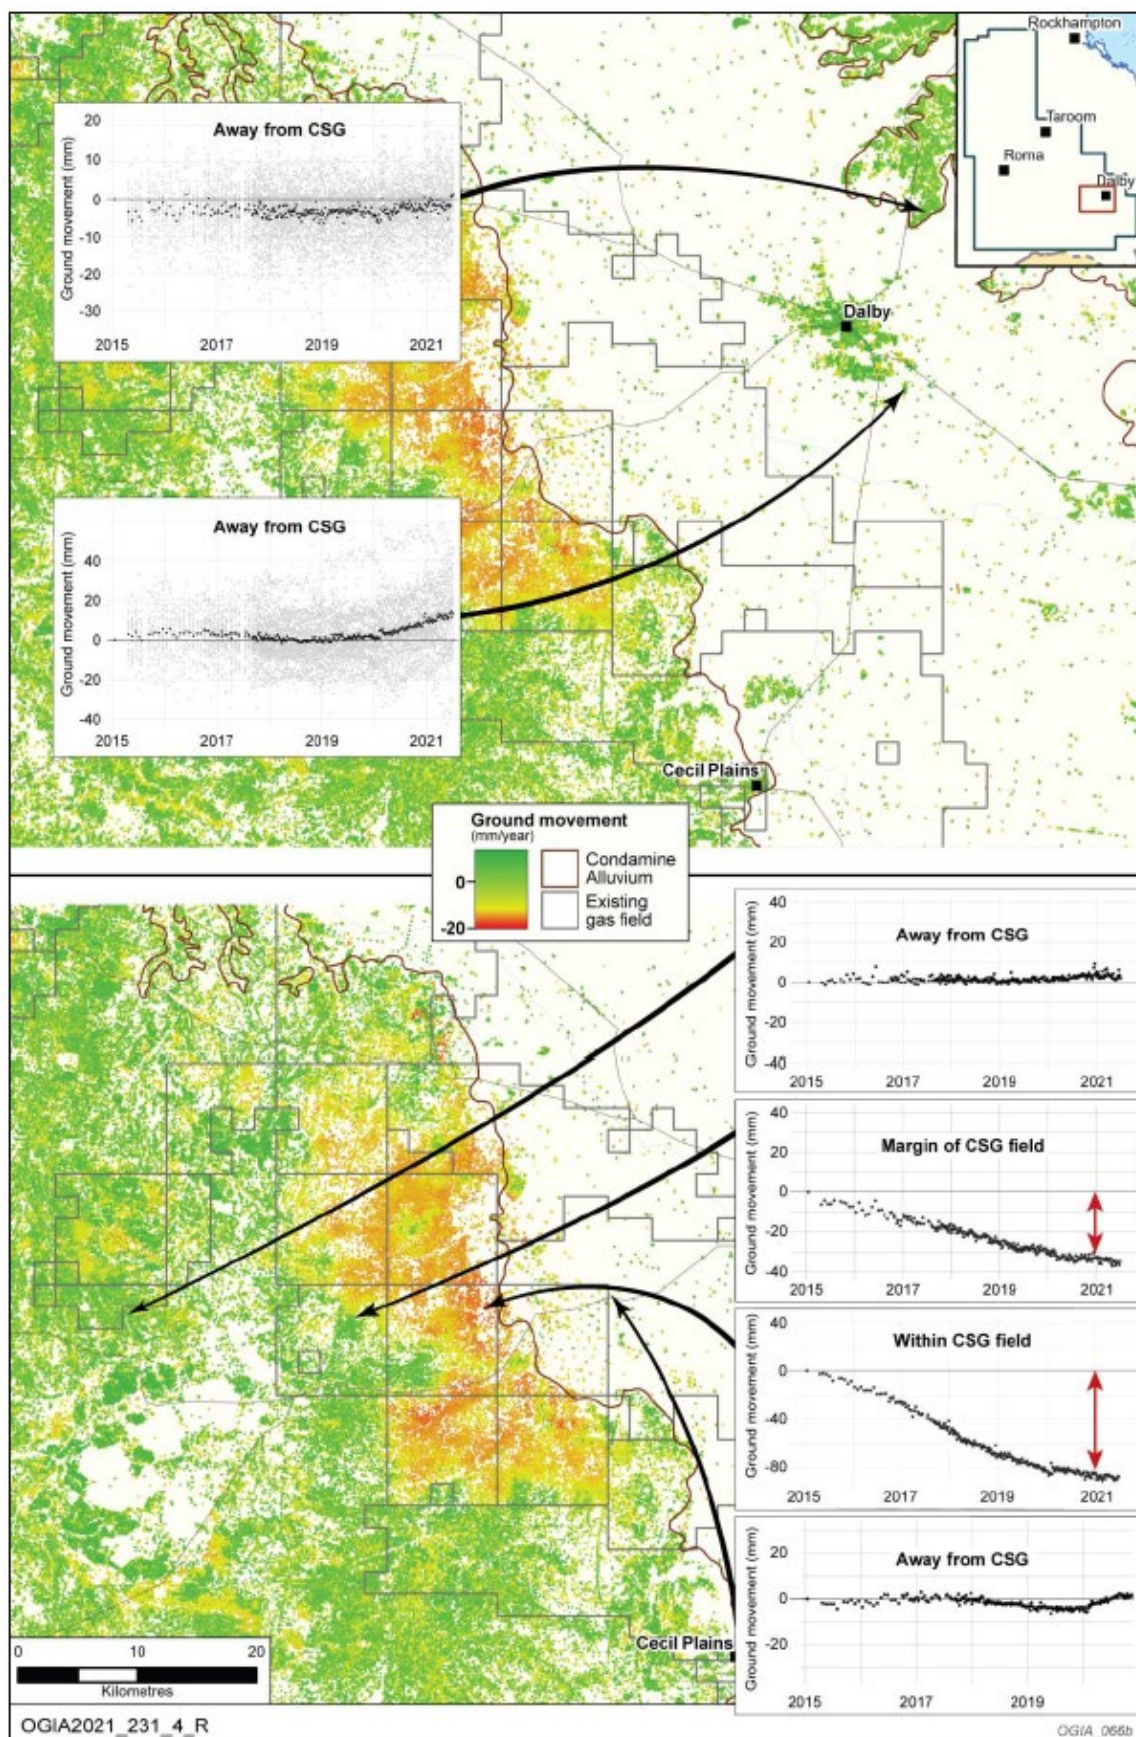 Rockhampton
Taroom
Roma
Dalby
Away from CSG
Ground movement (mm)
20
10
0
-10
-20
-30
2015 2017 2019 2021
Dalby
Away from CSG
Ground movement (mm)
40
20
0
-20
-40
2015 2017 2019 2021
Cecil Plains
Ground movement
(mm/year)
0
-20
Condamine
Alluvium
Existing
gas field
Away from CSG
Ground movement (mm)
40
20
0
-20
-40
2015 2017 2019 2021
Margin of CSG field
Ground movement (mm)
40
20
0
-20
-40
2015 2017 2019 2021
Within CSG field
Ground movement (mm)
40
0
-40
-80
2015 2017 2019 2021
Away from CSG
Ground movement (mm)
20
0
-20
2015 2017 2019
Cecil Plains
0 10 20
Kilometres
OGIA2021_231_4_R
OGIA_066b